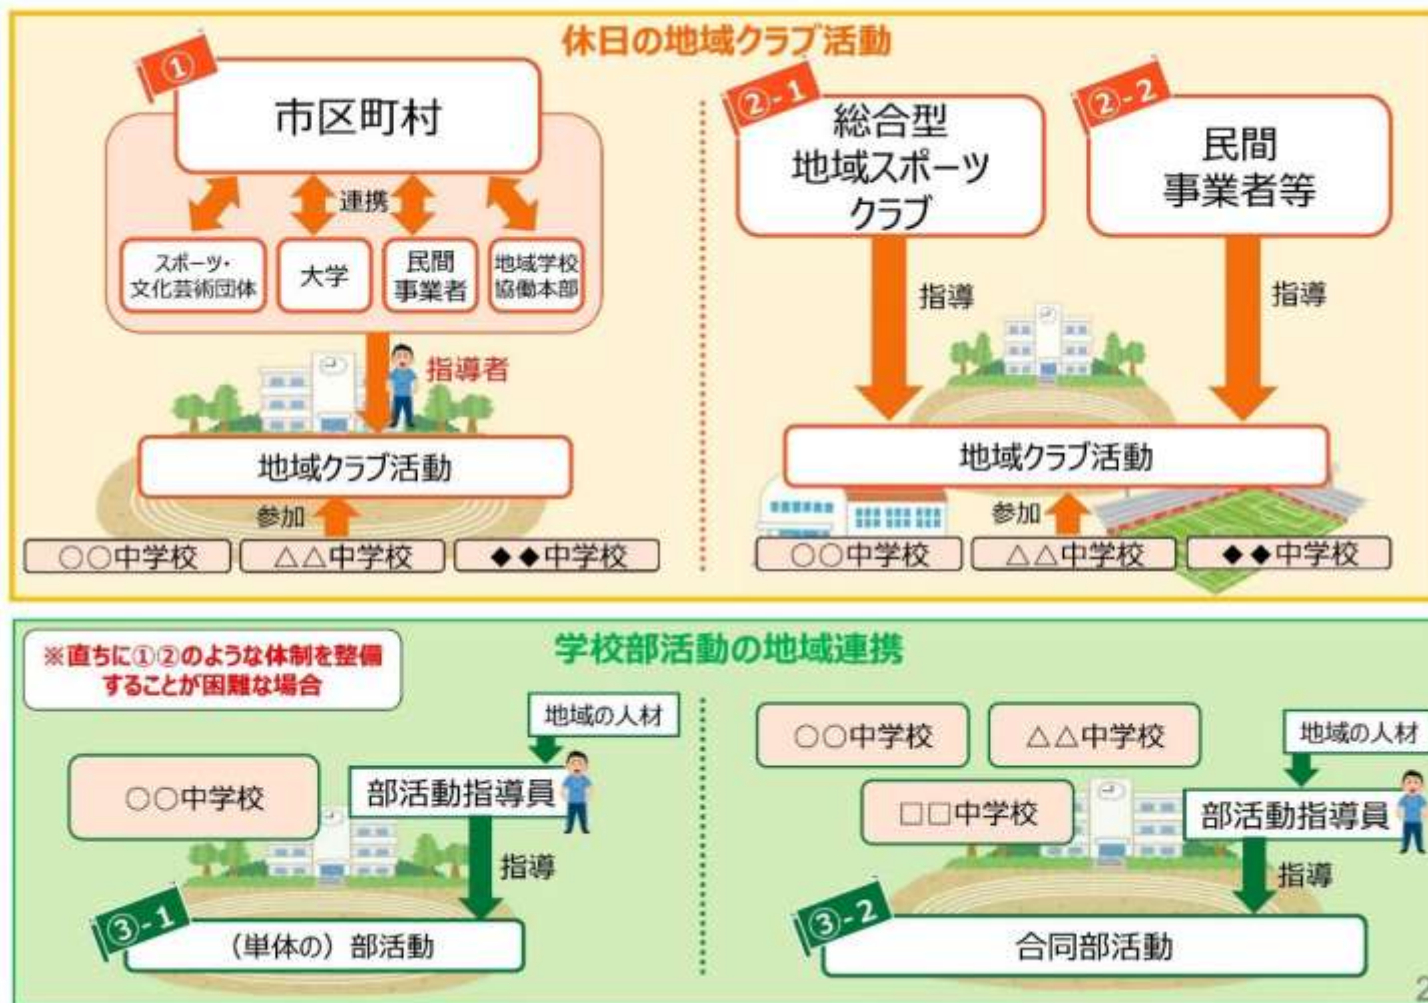 休日の地域クラブ活動
①
市区町村
連携
スポーツ・
文化芸術団体
大学
民間
事業者
地域学校
協働本部
指導者
地域クラブ活動
参加
○○中学校
△△中学校
◆◆中学校
②-1
総合型
地域スポーツ
クラブ
②-2
民間
事業者等
指導
指導
地域クラブ活動
参加
○○中学校
△△中学校
◆◆中学校
学校部活動の地域連携
※直ちに①②のような体制を整備
することが困難な場合
地域の人材
○○中学校
部活動指導員
指導
③-1
（単体の）部活動
○○中学校
△△中学校
地域の人材
□□中学校
部活動指導員
指導
③-2
合同部活動
2